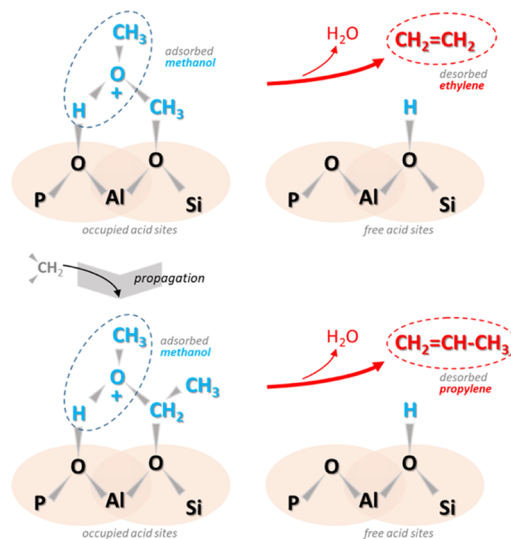 CH₃
adsorbed
methanol
O
+
H
CH₃
O
O
P
Al
Si
occupied acid sites
H₂O
CH₂=CH₂
desorbed
ethylene
H
O
O
P
Al
Si
free acid sites
CH₂
propagation
CH₃
adsorbed
methanol
O
+
CH₃
H
CH₂
O
O
P
Al
Si
occupied acid sites
H₂O
CH₂=CH-CH₃
desorbed
propylene
H
O
O
P
Al
Si
free acid sites